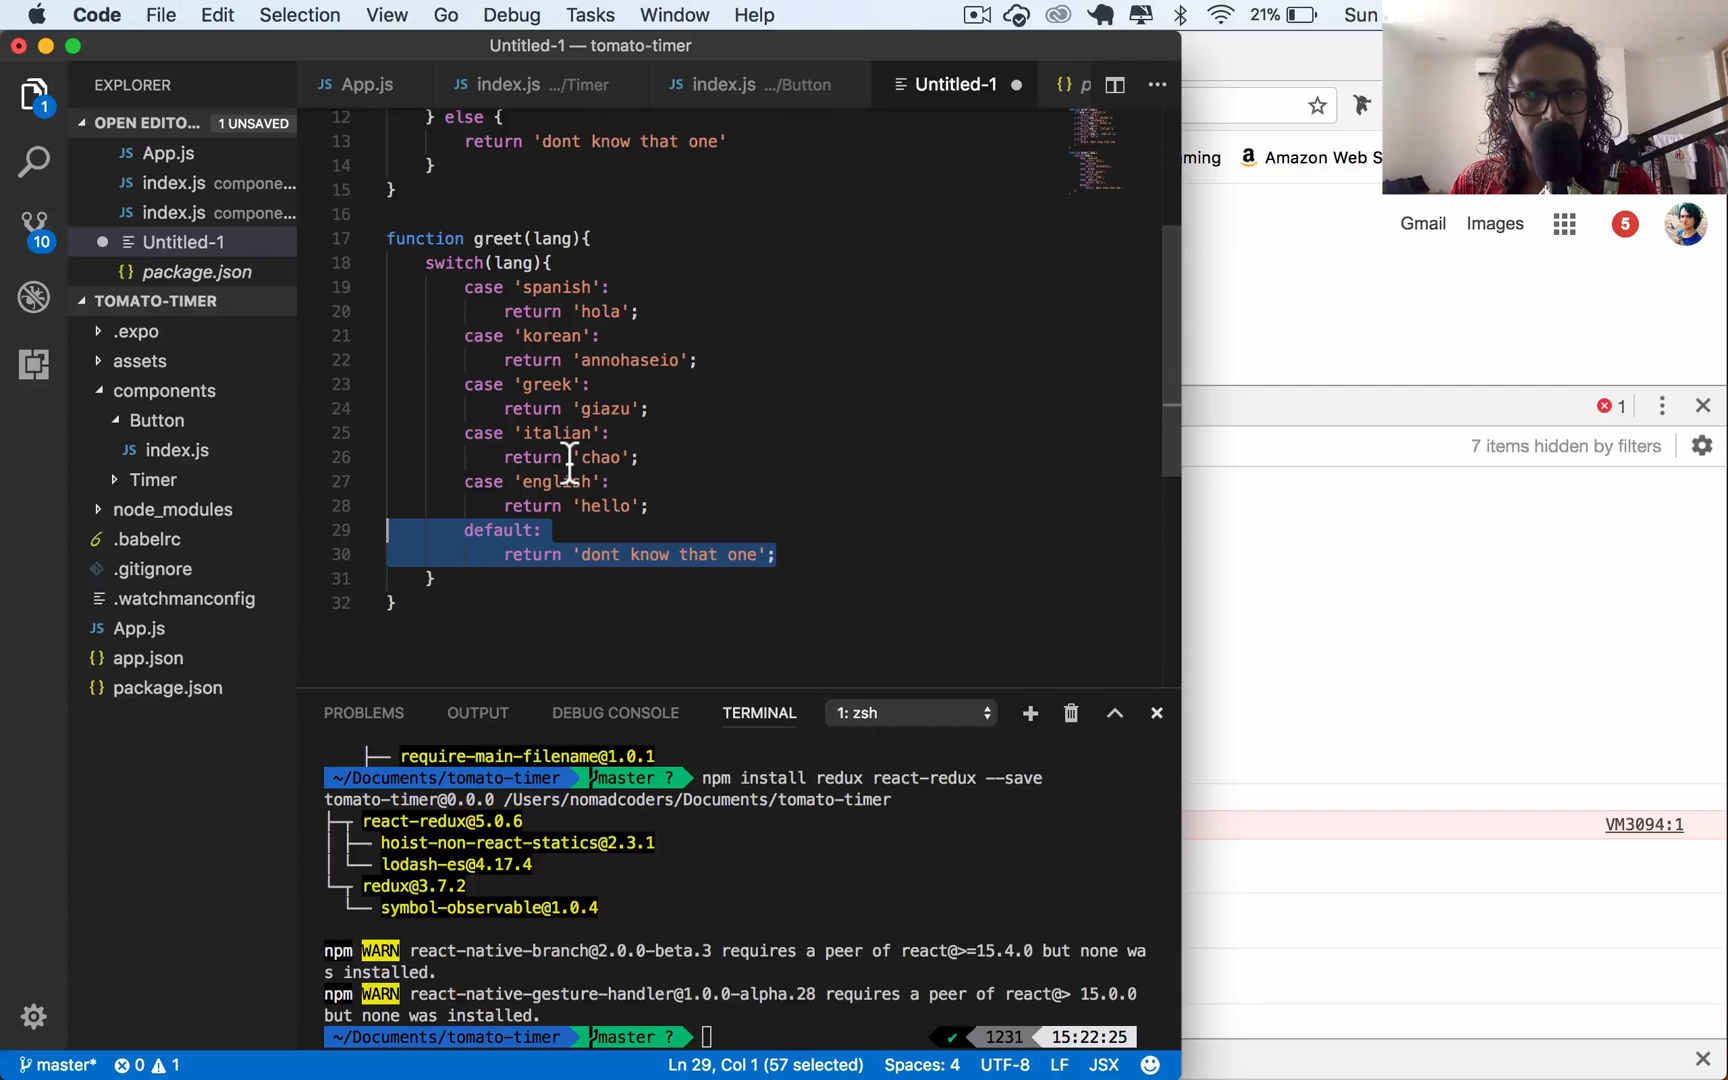 Code File Edit Selection View Go Debug Tasks Window Help 21% Sun
Untitled-1 — tomato-timer
EXPLORER
App.js
index.js .../Timer
index.js .../Button
Untitled-1
{} p
OPEN EDITO... 1 UNSAVED
JS App.js
JS index.js compone...
JS index.js compone...
Untitled-1
{} package.json
TOMATO-TIMER
.expo
assets
components
Button
JS index.js
Timer
node_modules
.babelrc
.gitignore
.watchmanconfig
JS App.js
{} app.json
{} package.json
1
10
12 } else {
13 return 'dont know that one'
14 }
15 }
16
17 function greet(lang){
18 switch(lang){
19 case 'spanish':
20 return 'hola';
21 case 'korean':
22 return 'annohaseio';
23 case 'greek':
24 return 'giazu';
25 case 'italian':
26 return 'chao';
27 case 'english':
28 return 'hello';
29 default:
30 return 'dont know that one';
31 }
32 }
PROBLEMS OUTPUT DEBUG CONSOLE TERMINAL 1: zsh
├── require-main-filename@1.0.1
~/Documents/tomato-timer master ? npm install redux react-redux --save
tomato-timer@0.0.0 /Users/nomadcoders/Documents/tomato-timer
├─┬ react-redux@5.0.6
│ ├── hoist-non-react-statics@2.3.1
│ └── lodash-es@4.17.4
└─┬ redux@3.7.2
└── symbol-observable@1.0.4
npm WARN react-native-branch@2.0.0-beta.3 requires a peer of react@>=15.4.0 but none wa
s installed.
npm WARN react-native-gesture-handler@1.0.0-alpha.28 requires a peer of react@> 15.0.0
but none was installed.
~/Documents/tomato-timer master ? ✔ 1231 15:22:25
master* 0 1 Ln 29, Col 1 (57 selected) Spaces: 4 UTF-8 LF JSX
Amazon Web S
Gmail Images 5
1
7 items hidden by filters
VM3094:1